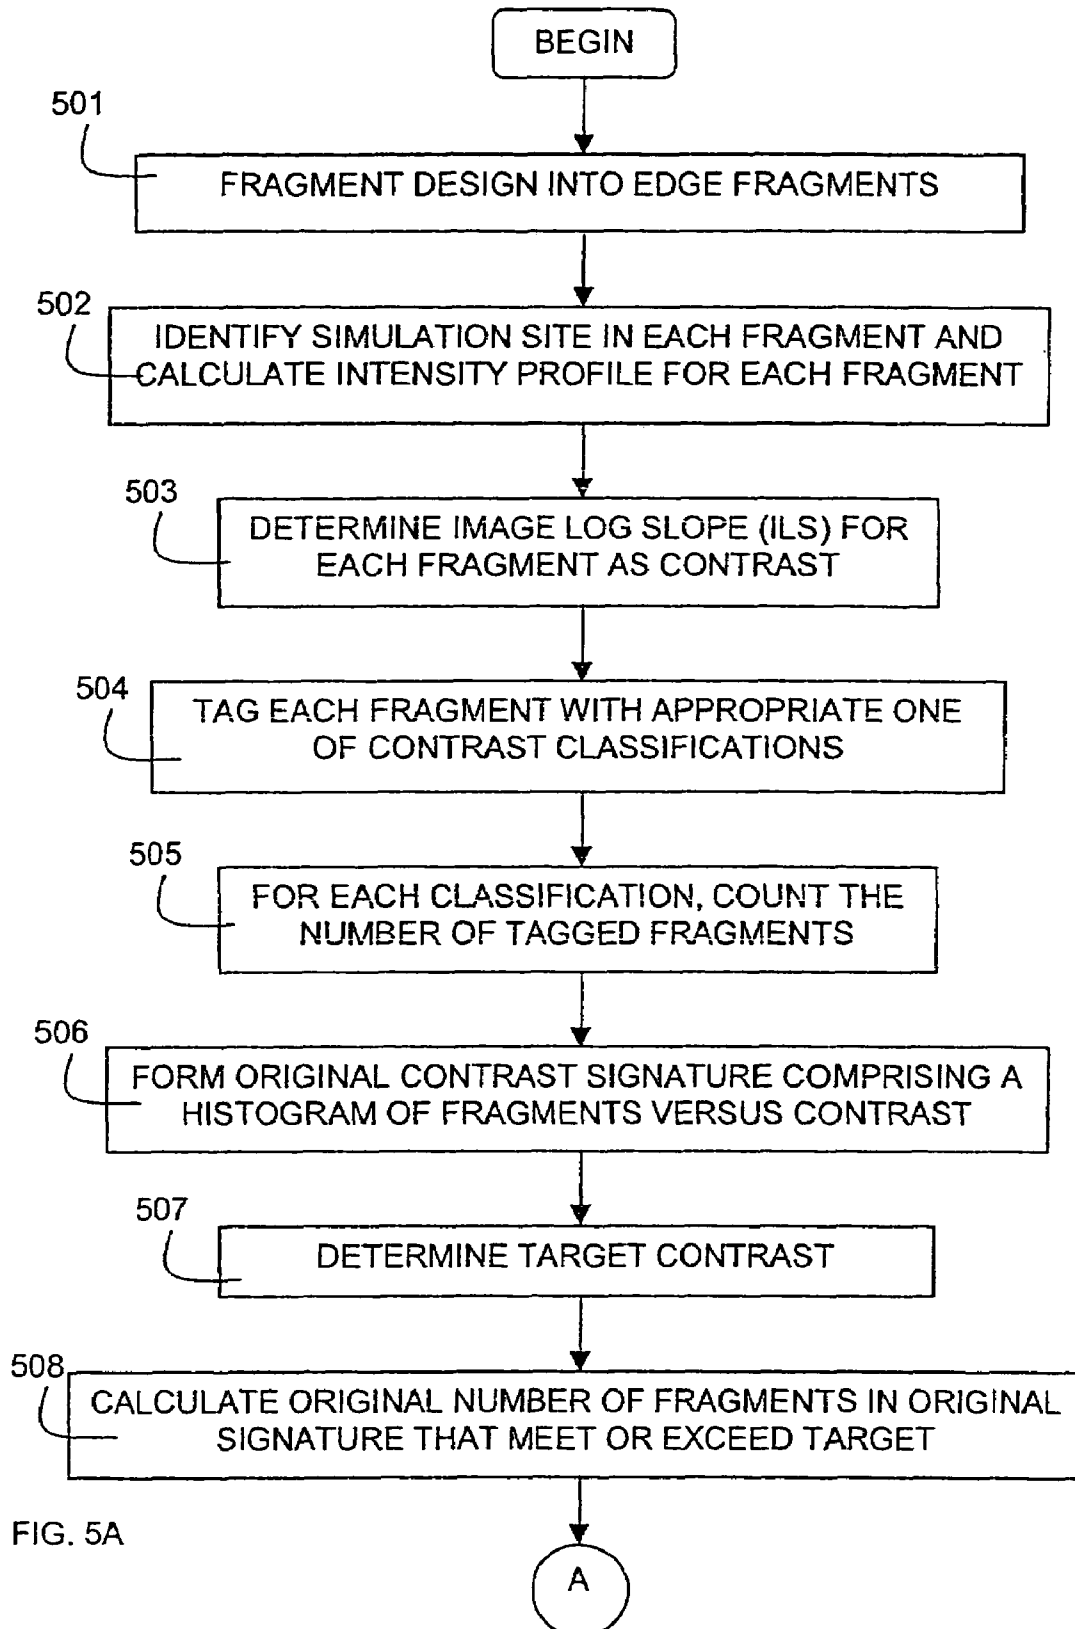 BEGIN
501
FRAGMENT DESIGN INTO EDGE FRAGMENTS
502
IDENTIFY SIMULATION SITE IN EACH FRAGMENT AND
CALCULATE INTENSITY PROFILE FOR EACH FRAGMENT
503
DETERMINE IMAGE LOG SLOPE (ILS) FOR
EACH FRAGMENT AS CONTRAST
504
TAG EACH FRAGMENT WITH APPROPRIATE ONE
OF CONTRAST CLASSIFICATIONS
505
FOR EACH CLASSIFICATION, COUNT THE
NUMBER OF TAGGED FRAGMENTS
506
FORM ORIGINAL CONTRAST SIGNATURE COMPRISING A
HISTOGRAM OF FRAGMENTS VERSUS CONTRAST
507
DETERMINE TARGET CONTRAST
508
CALCULATE ORIGINAL NUMBER OF FRAGMENTS IN ORIGINAL
SIGNATURE THAT MEET OR EXCEED TARGET
FIG. 5A
A